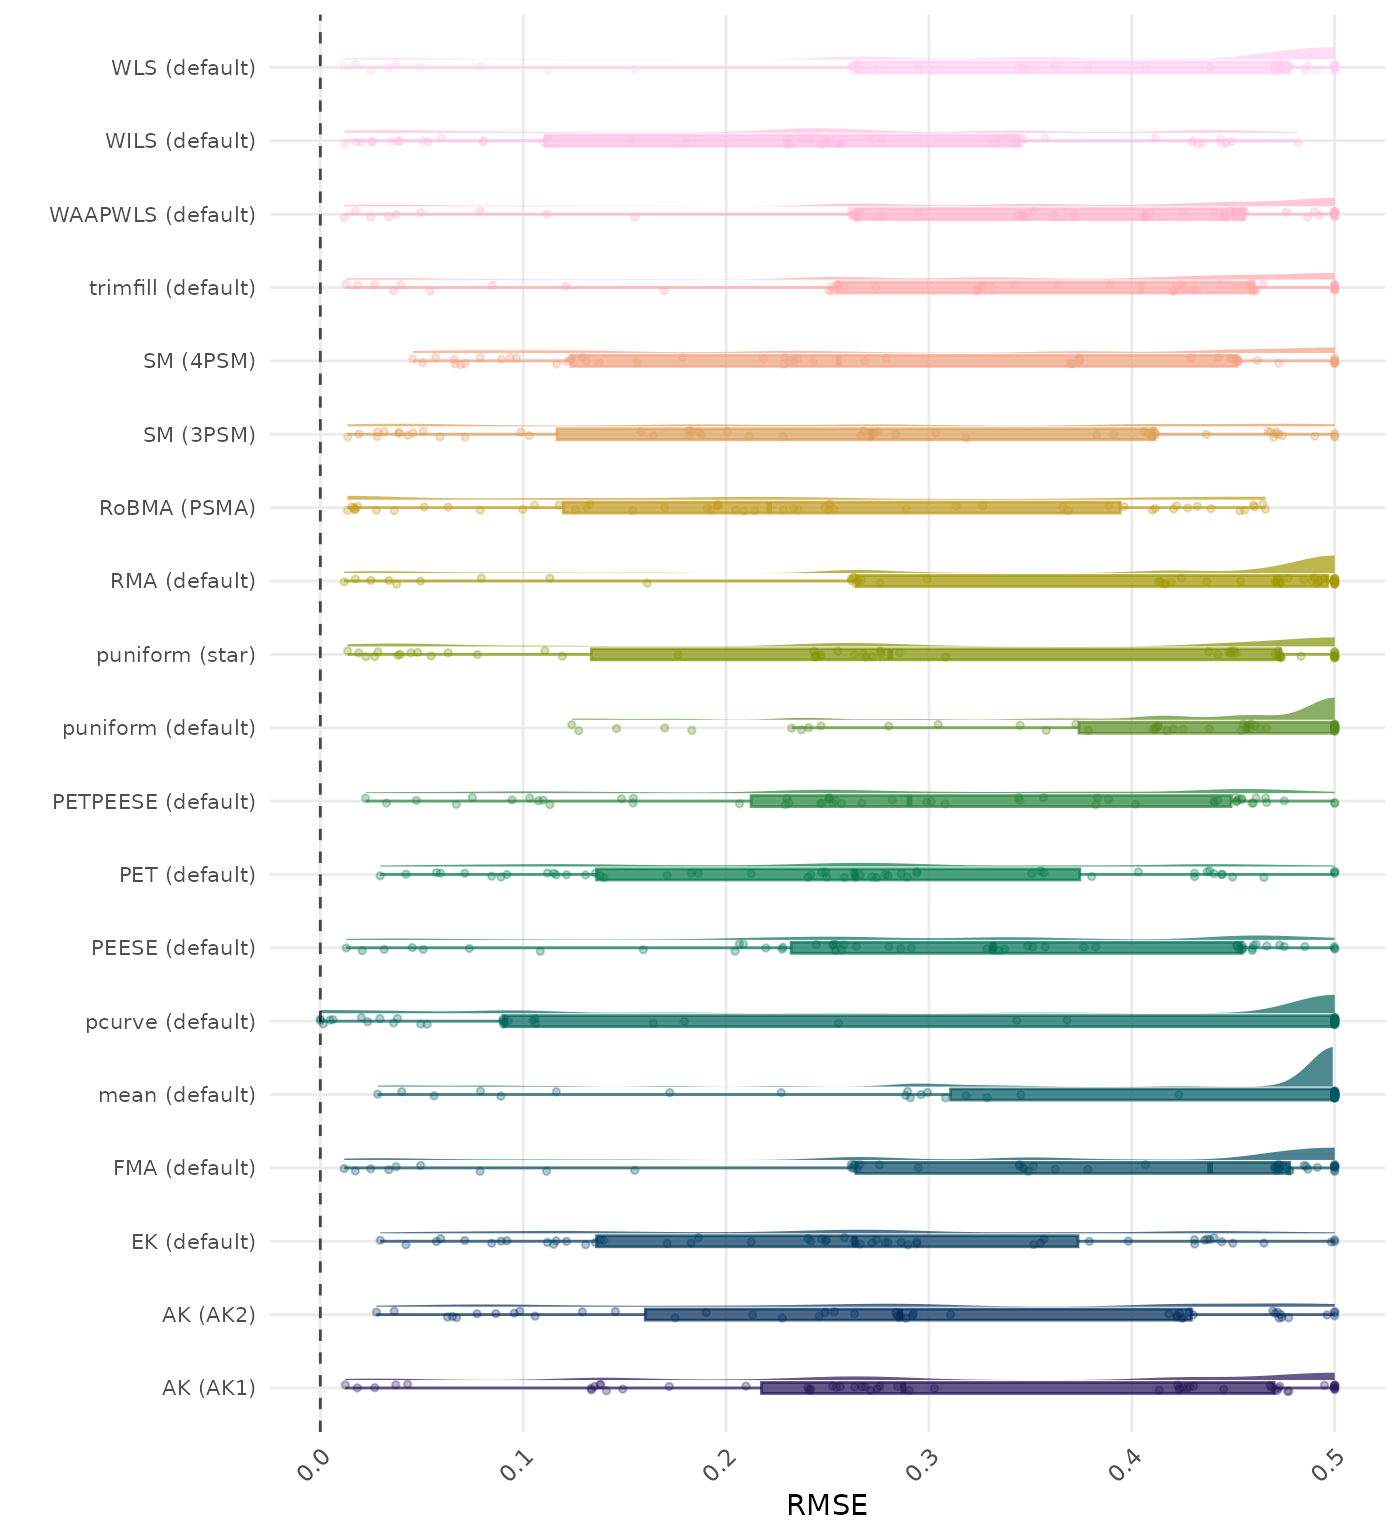 WLS (default)
WILS (default)
WAAPWLS (default)
trimfill (default)
SM (4PSM)
SM (3PSM)
RoBMA (PSMA)
RMA (default)
puniform (star)
puniform (default)
PETPEESE (default)
PET (default)
PEESE (default)
pcurve (default)
mean (default)
FMA (default)
EK (default)
AK (AK2)
AK (AK1)
0.0 0.1 0.2 0.3 0.4 0.5
RMSE